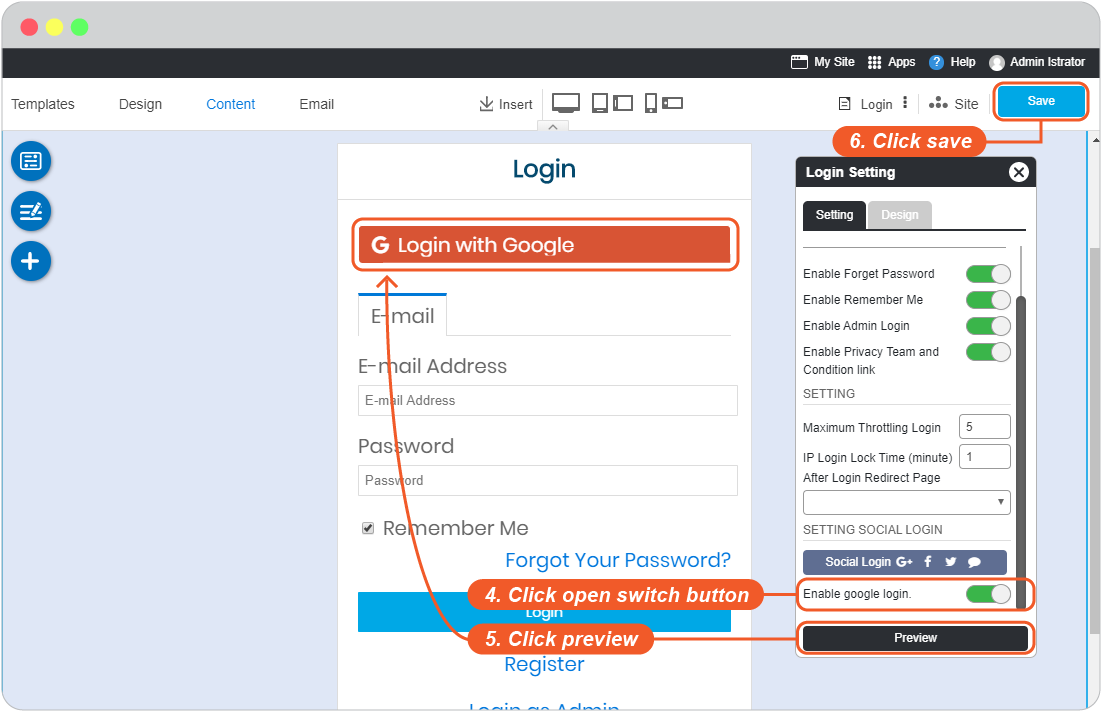 My Site Apps ? Help Admin Istrator
Templates Design Content Email Insert Login Site Save
6. Click save
Login
Login Setting
Setting Design
G Login with Google
Enable Forget Password
Enable Remember Me
Enable Admin Login
Enable Privacy Team and
Condition link
SETTING
Maximum Throttling Login 5
IP Login Lock Time (minute) 1
After Login Redirect Page
SETTING SOCIAL LOGIN
Social Login G+ f
Enable google login.
Preview
E-mail
E-mail Address
E-mail Address
Password
Password
Remember Me
Forgot Your Password?
4. Click open switch button
Login
5. Click preview
Register
Login as Admin